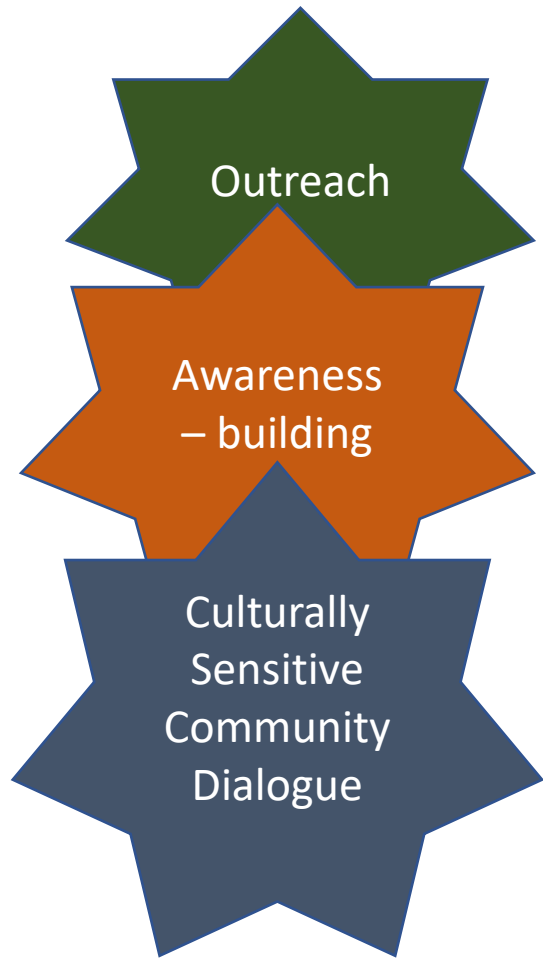 Outreach
Awareness
– building
Culturally
Sensitive
Community
Dialogue